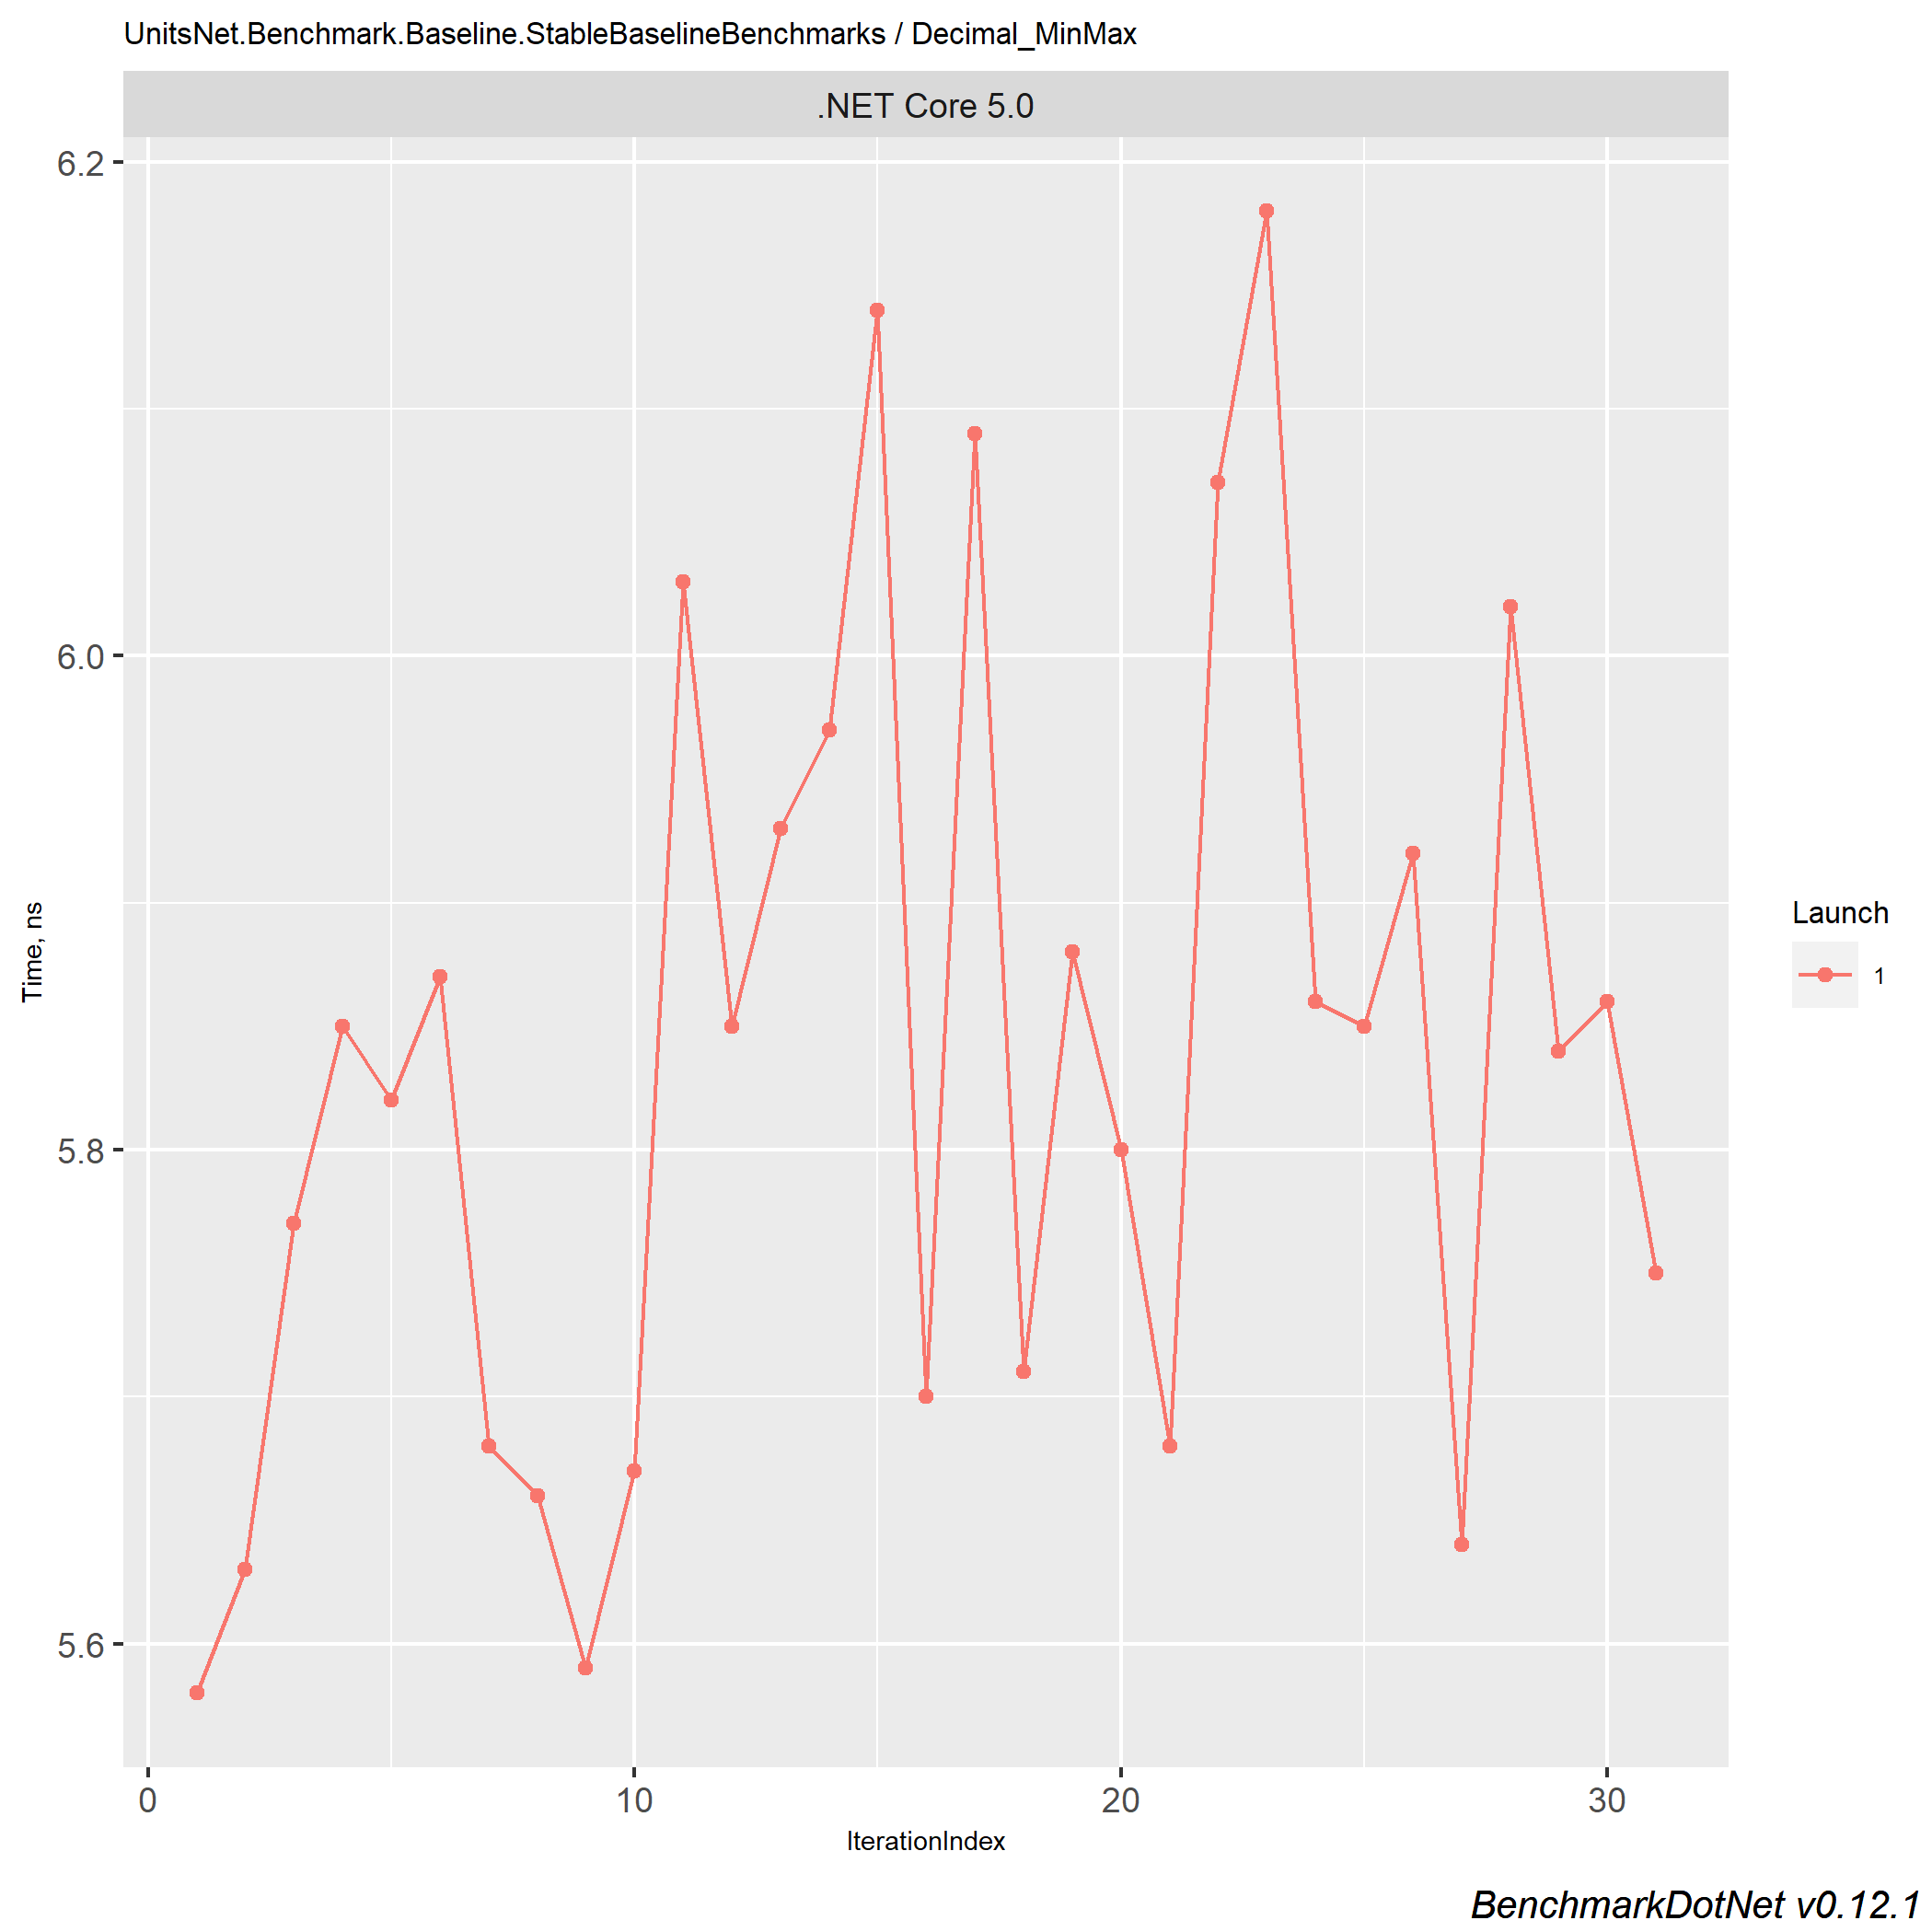 UnitsNet.Benchmark.Baseline.StableBaselineBenchmarks / Decimal_MinMax
.NET Core 5.0
6.2
6.0
5.8
5.6
Time, ns
0 10 20 30
IterationIndex
Launch
1
BenchmarkDotNet v0.12.1